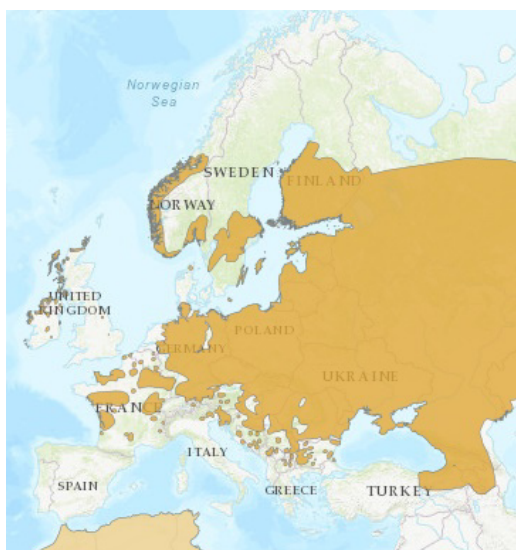 Norwegian
Sea
SWEDEN
FINLAND
NORWAY
UNITED
KINGDOM
POLAND
GERMANY
UKRAINE
FRANCE
ITALY
SPAIN
GREECE
TURKEY